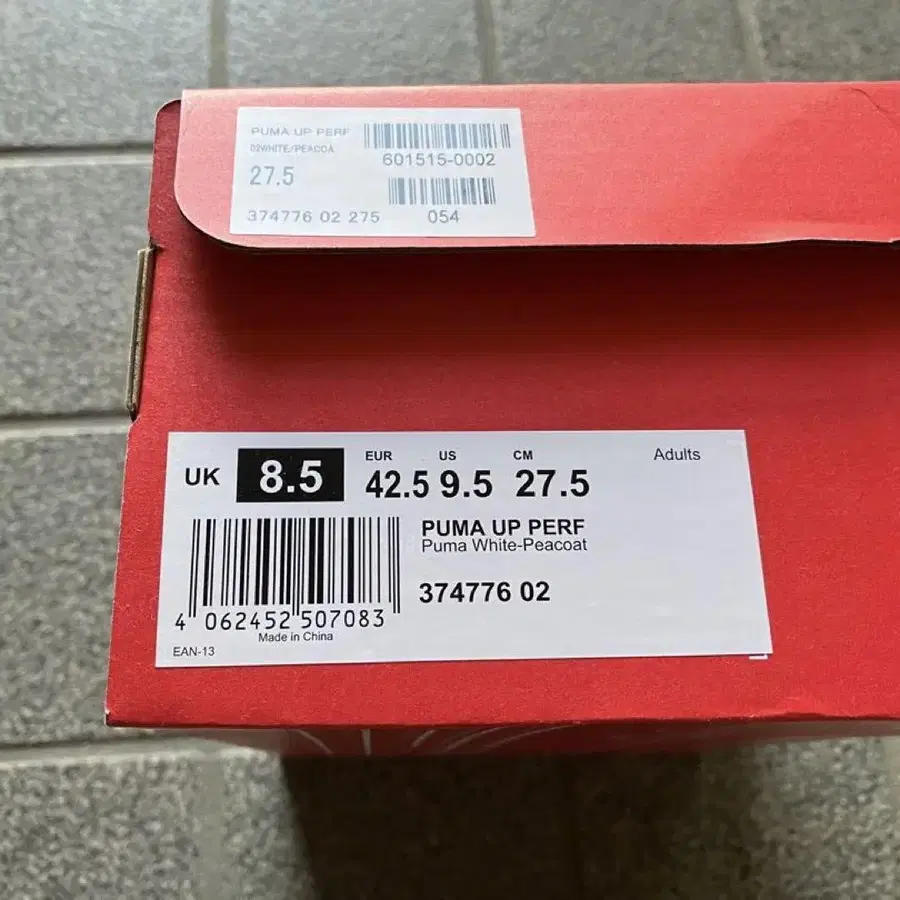 PUMA UP PERF
02WHITE/PEACOA
601515-0002
27.5
374776 02 275
054
EUR US CM Adults
UK 8.5 42.5 9.5 27.5
PUMA UP PERF
Puma White-Peacoat
374776 02
4 062452 507083
Made in China
EAN-13